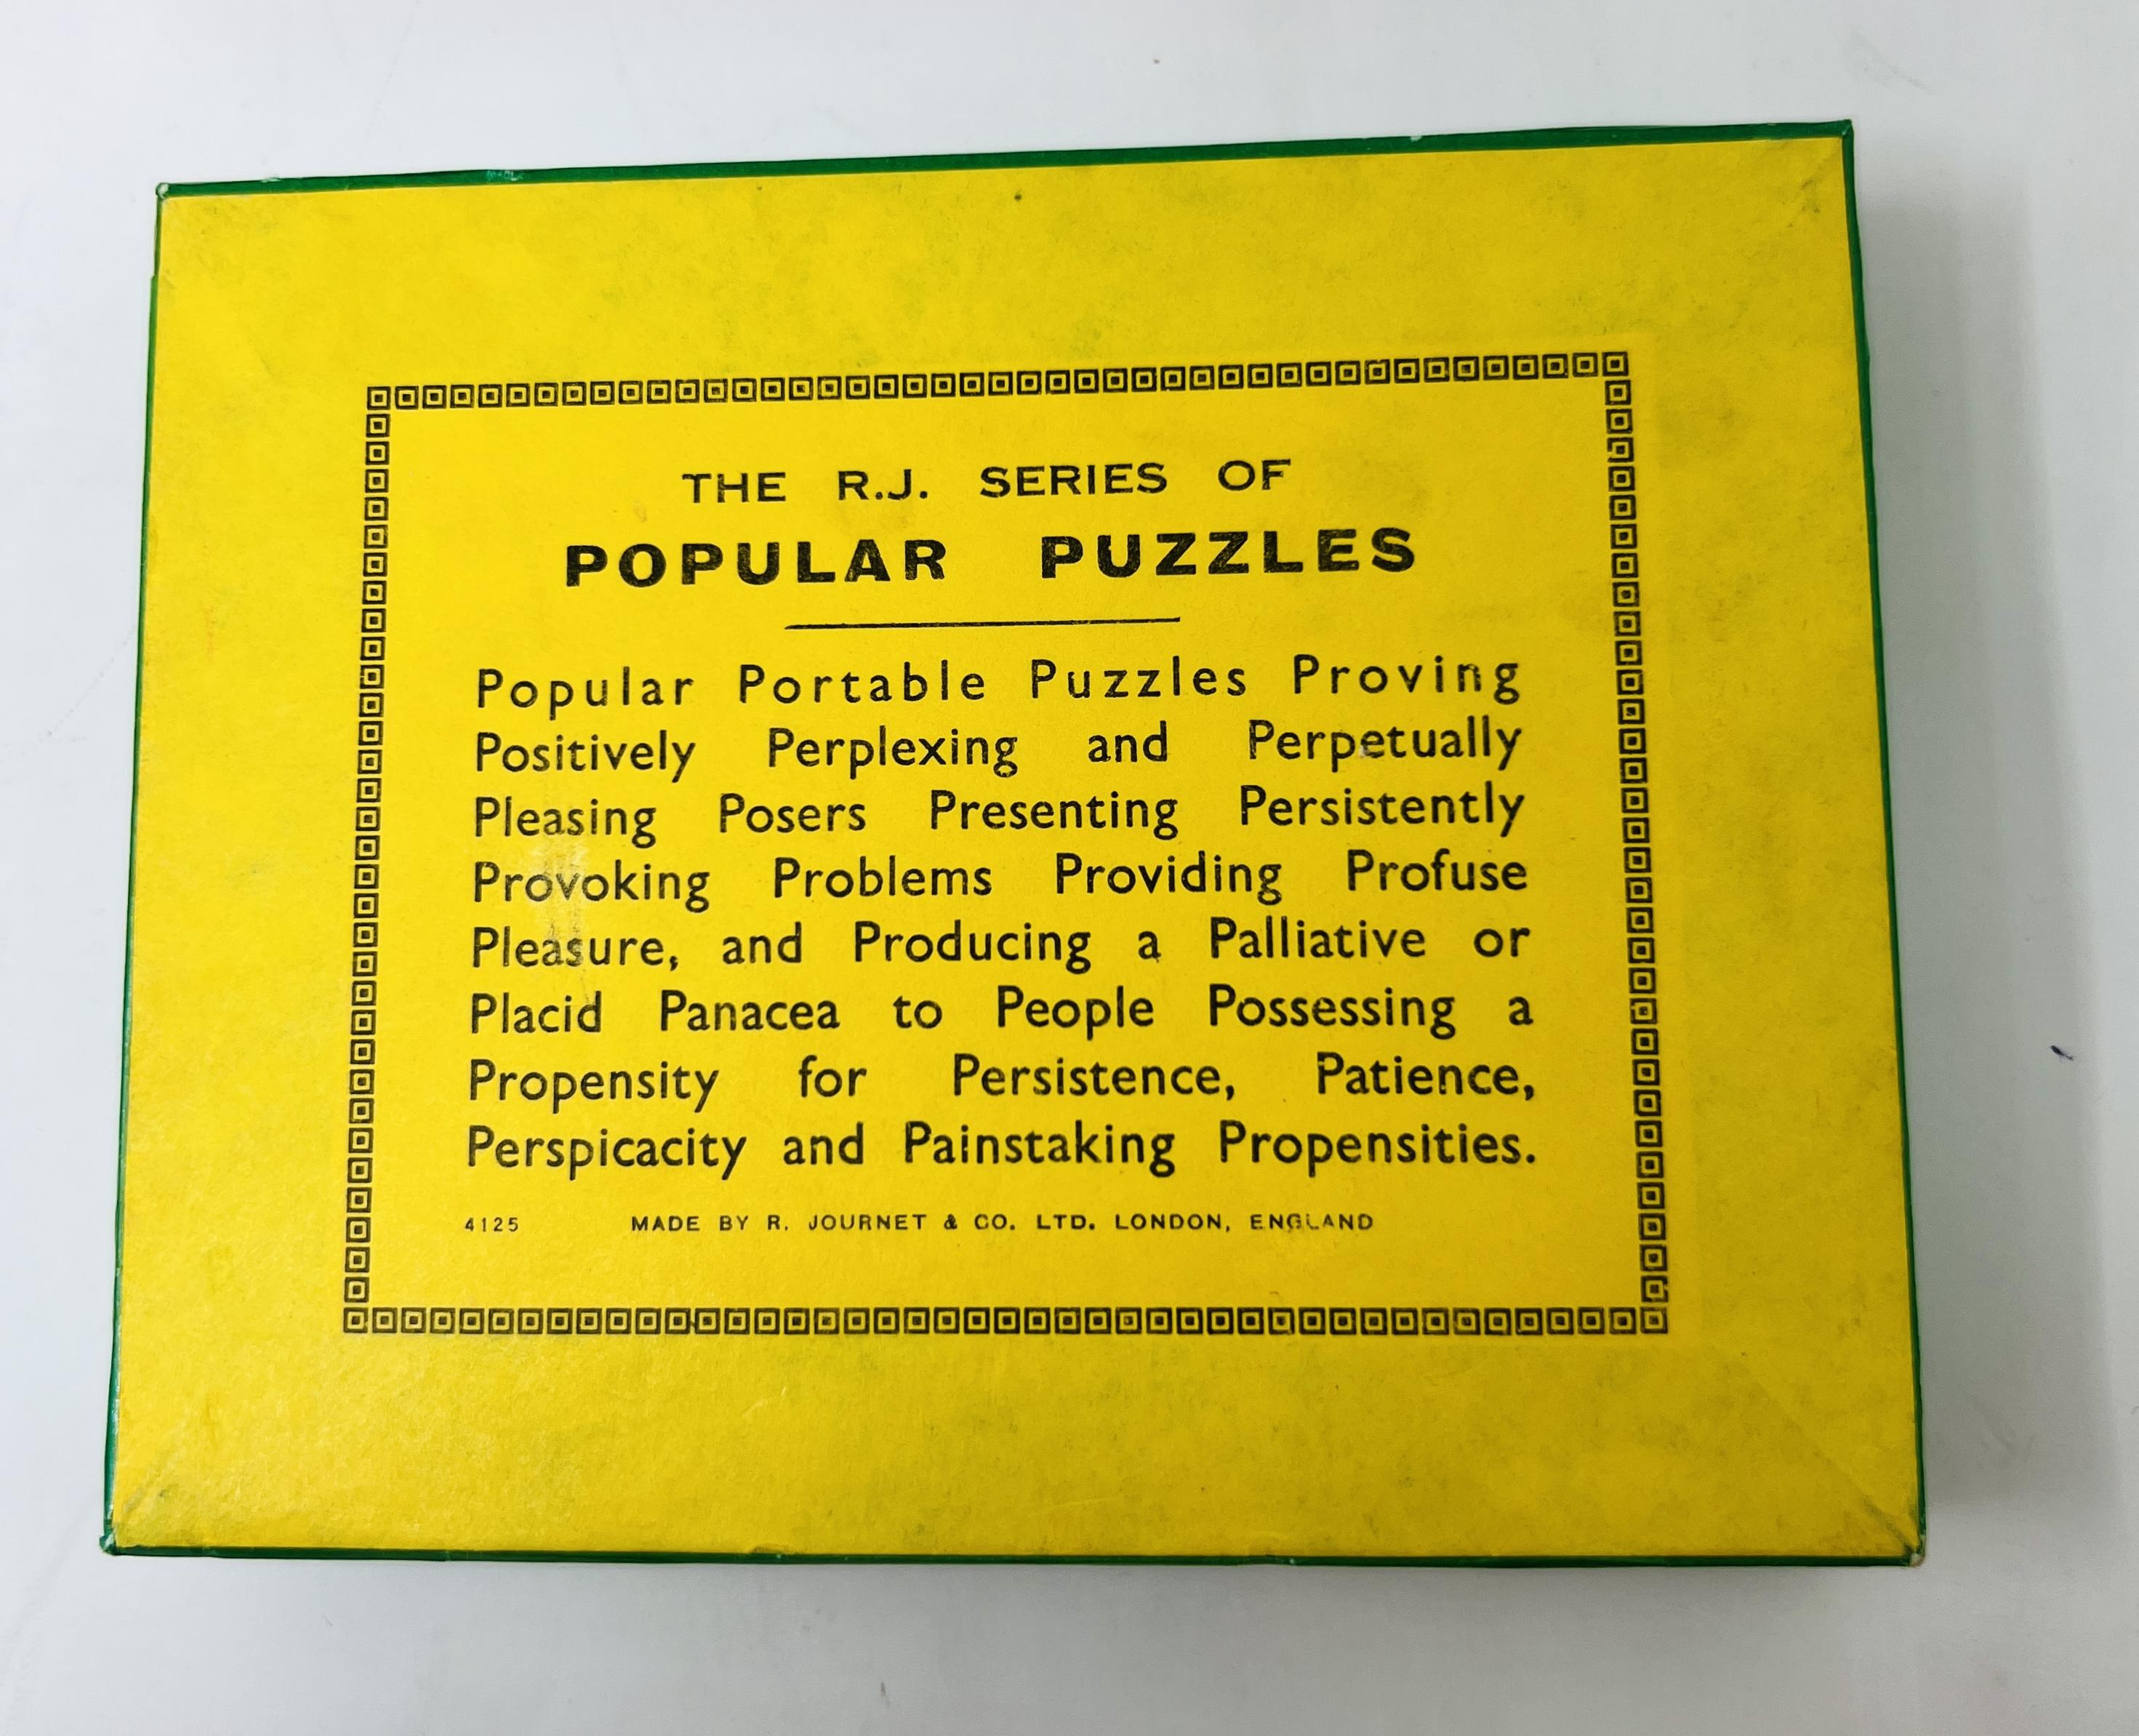 THE R.J. SERIES OF
POPULAR PUZZLES
Popular Portable Puzzles Proving
Positively Perplexing and Perpetually
Pleasing Posers Presenting Persistently
Provoking Problems Providing Profuse
Pleasure, and Producing a Palliative or
Placid Panacea to People Possessing a
Propensity for Persistence, Patience,
Perspicacity and Painstaking Propensities.
4125 MADE BY R. JOURNET & CO. LTD. LONDON, ENGLAND